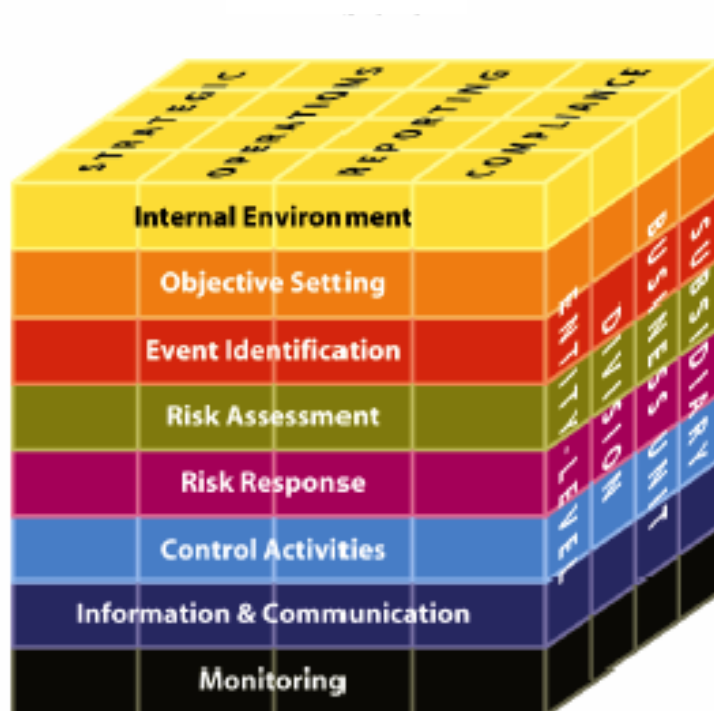 STRATEGIC
OPERATIONS
REPORTING
COMPLIANCE
Internal Environment
Objective Setting
Event Identification
Risk Assessment
Risk Response
Control Activities
Information & Communication
Monitoring
ENTITY-LEVEL
DIVISION
BUSINESS UNIT
SUBSIDIARY